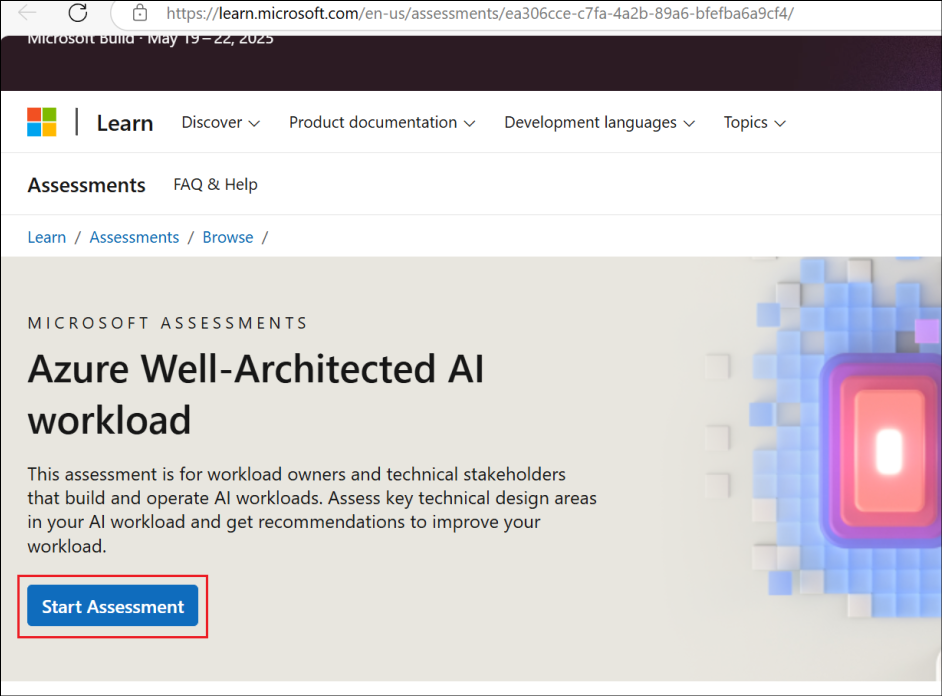 https://learn.microsoft.com/en-us/assessments/ea306cce-c7fa-4a2b-89a6-bfefba6a9cf4/
Microsoft Build · May 19–22, 2025
Learn Discover Product documentation Development languages Topics
Assessments FAQ & Help
Learn / Assessments / Browse /
MICROSOFT ASSESSMENTS
Azure Well-Architected AI
workload
This assessment is for workload owners and technical stakeholders
that build and operate AI workloads. Assess key technical design areas
in your AI workload and get recommendations to improve your
workload.
Start Assessment